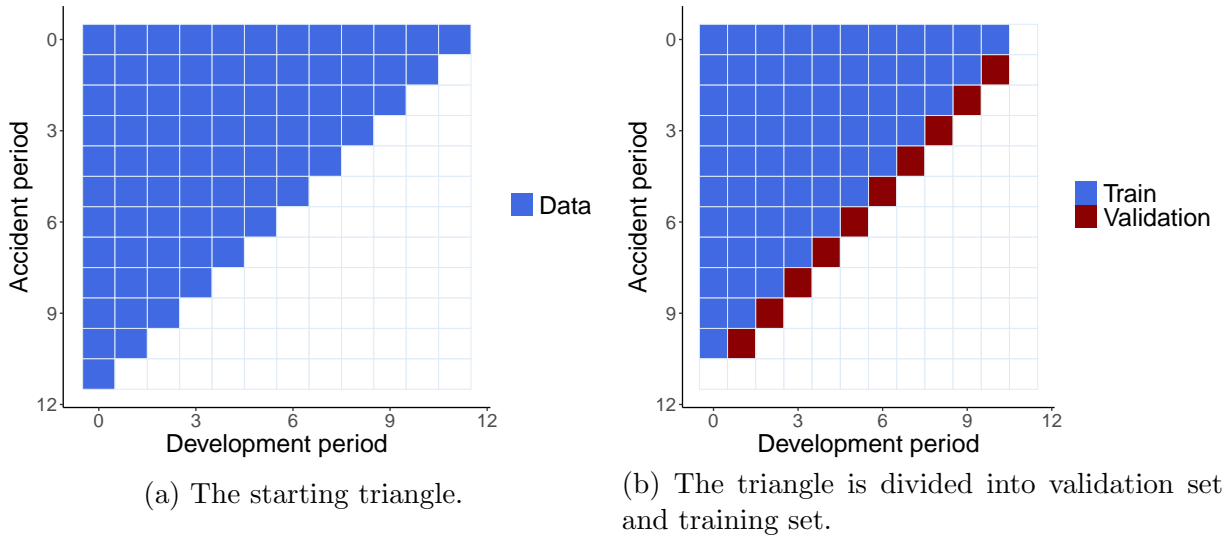 0
3
6
9
12
Accident period
0
3
6
9
12
Development period
Data
(a) The starting triangle.
0
3
6
9
12
Accident period
0
3
6
9
12
Development period
Train
Validation
(b) The triangle is divided into validation set
and training set.